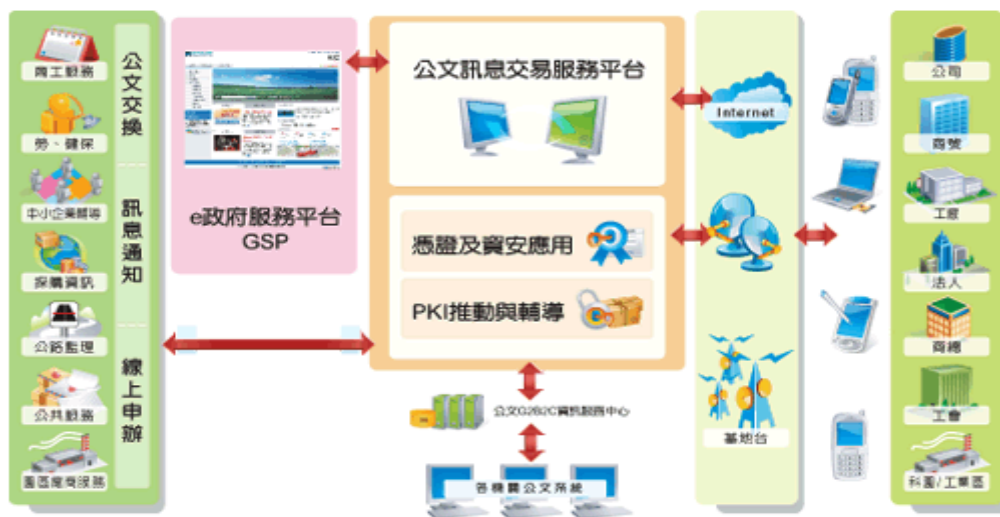 商工服務
勞、健保
中小企業輔導
採購資訊
公路監理
公共服務
園區廠商服務
公文交換
訊息通知
線上申辦
e政府服務平台
GSP
公文訊息交易服務平台
憑證及資安應用
PKI推動與輔導
公文G2B2C資訊服務中心
各機關公文系統
Internet
基地台
公司
商號
工廠
法人
商總
工會
科園/工業區